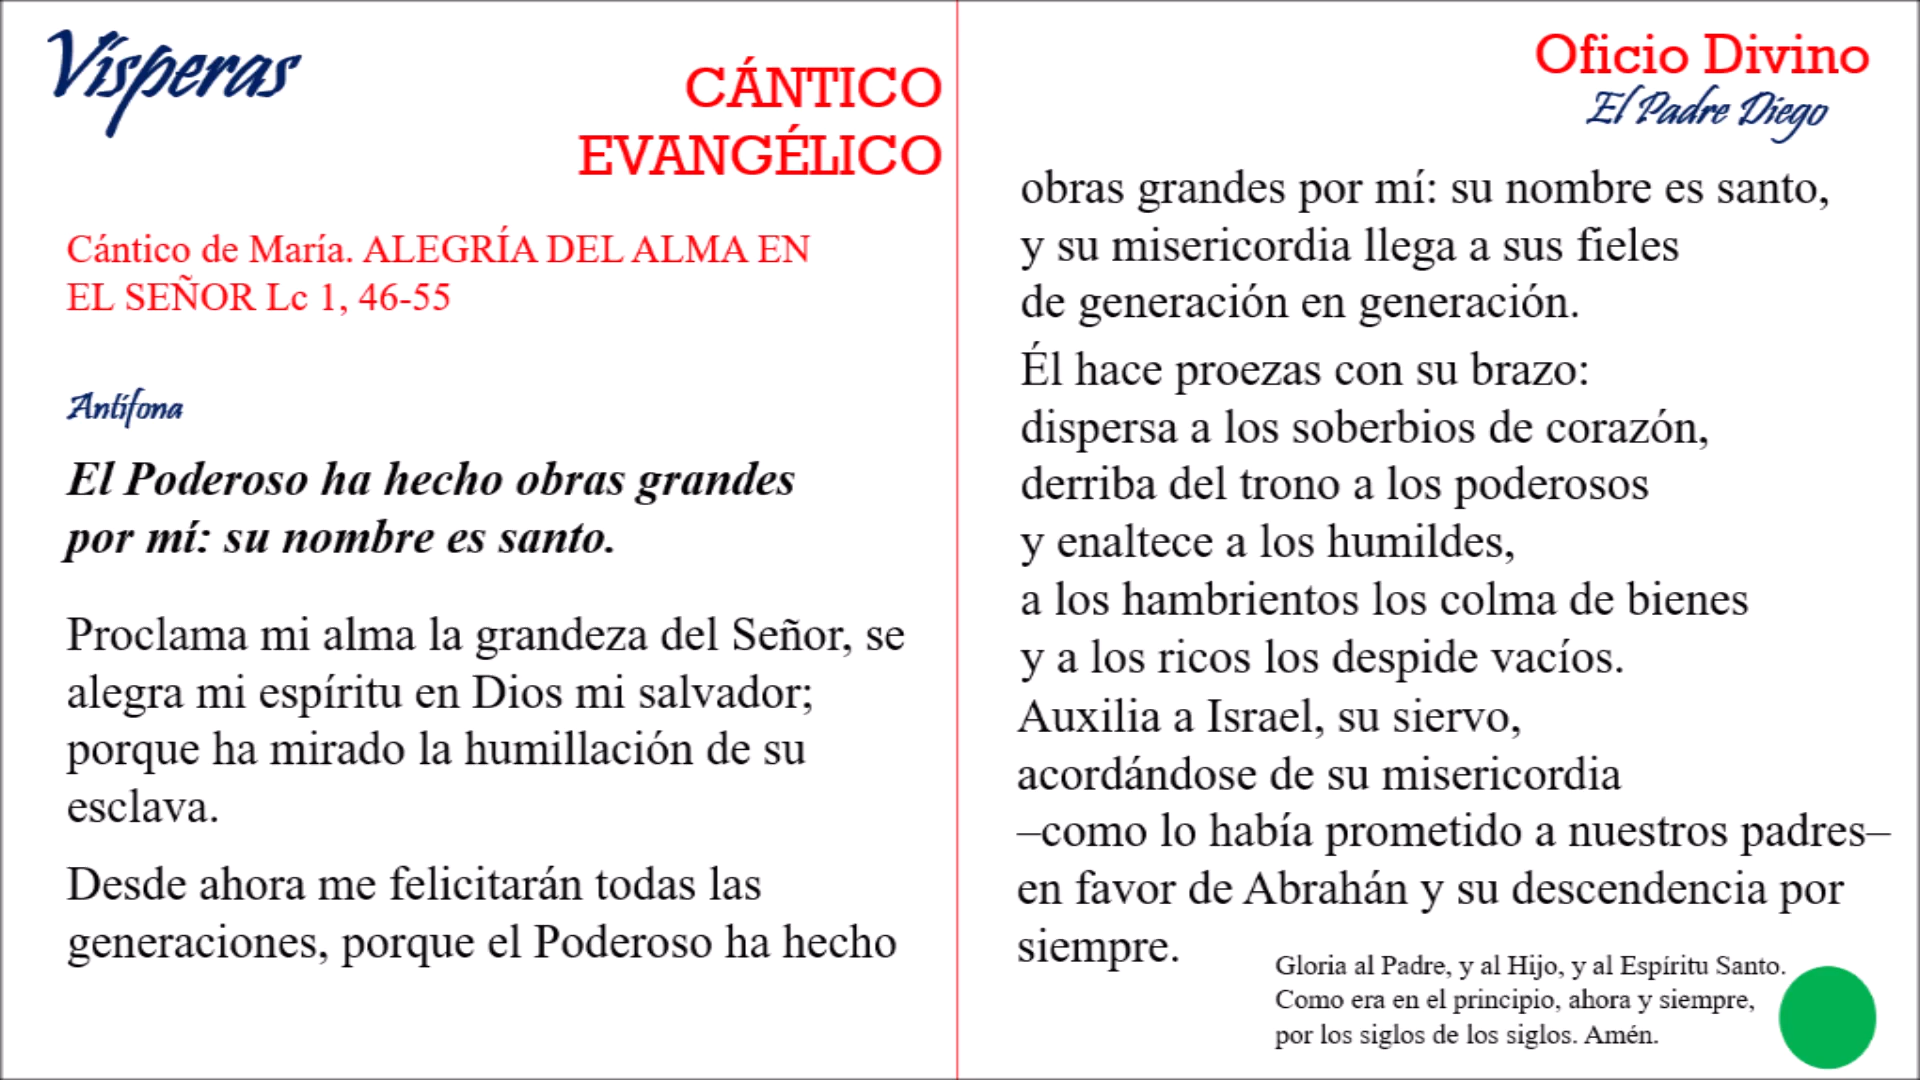 Vísperas
CÁNTICO
EVANGÉLICO
Cántico de María. ALEGRÍA DEL ALMA EN
EL SEÑOR Lc 1, 46-55
Antífona
El Poderoso ha hecho obras grandes
por mí: su nombre es santo.
Proclama mi alma la grandeza del Señor, se
alegra mi espíritu en Dios mi salvador;
porque ha mirado la humillación de su
esclava.
Desde ahora me felicitarán todas las
generaciones, porque el Poderoso ha hecho
Oficio Divino
El Padre Diego
obras grandes por mí: su nombre es santo,
y su misericordia llega a sus fieles
de generación en generación.
Él hace proezas con su brazo:
dispersa a los soberbios de corazón,
derriba del trono a los poderosos
y enaltece a los humildes,
a los hambrientos los colma de bienes
y a los ricos los despide vacíos.
Auxilia a Israel, su siervo,
acordándose de su misericordia
–como lo había prometido a nuestros padres–
en favor de Abrahán y su descendencia por
siempre.
Gloria al Padre, y al Hijo, y al Espíritu Santo.
Como era en el principio, ahora y siempre,
por los siglos de los siglos. Amén.